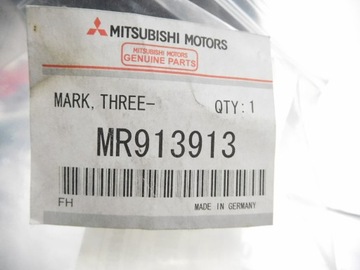 MITSUBISHI MOTORS
MITSUBISHI MOTORS
GENUINE PARTS
MARK, THREE- QTY: 1
MR913913
FH MADE IN GERMANY